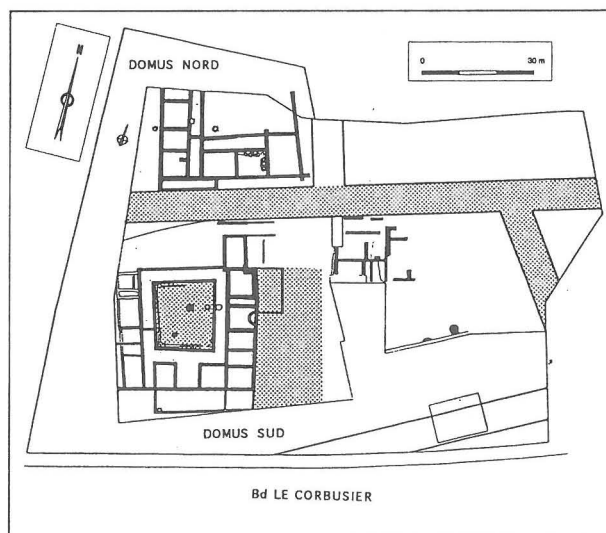 N
DOMUS NORD
0 30 m
DOMUS SUD
Bd LE CORBUSIER